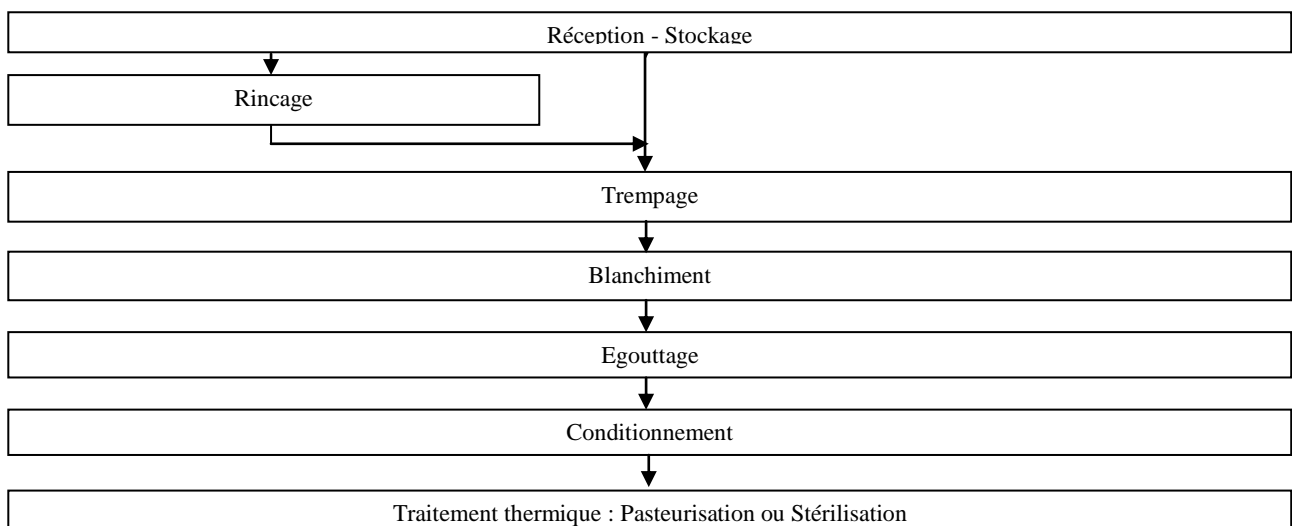 Réception - Stockage
Rincage
Trempage
Blanchiment
Egouttage
Conditionnement
Traitement thermique : Pasteurisation ou Stérilisation